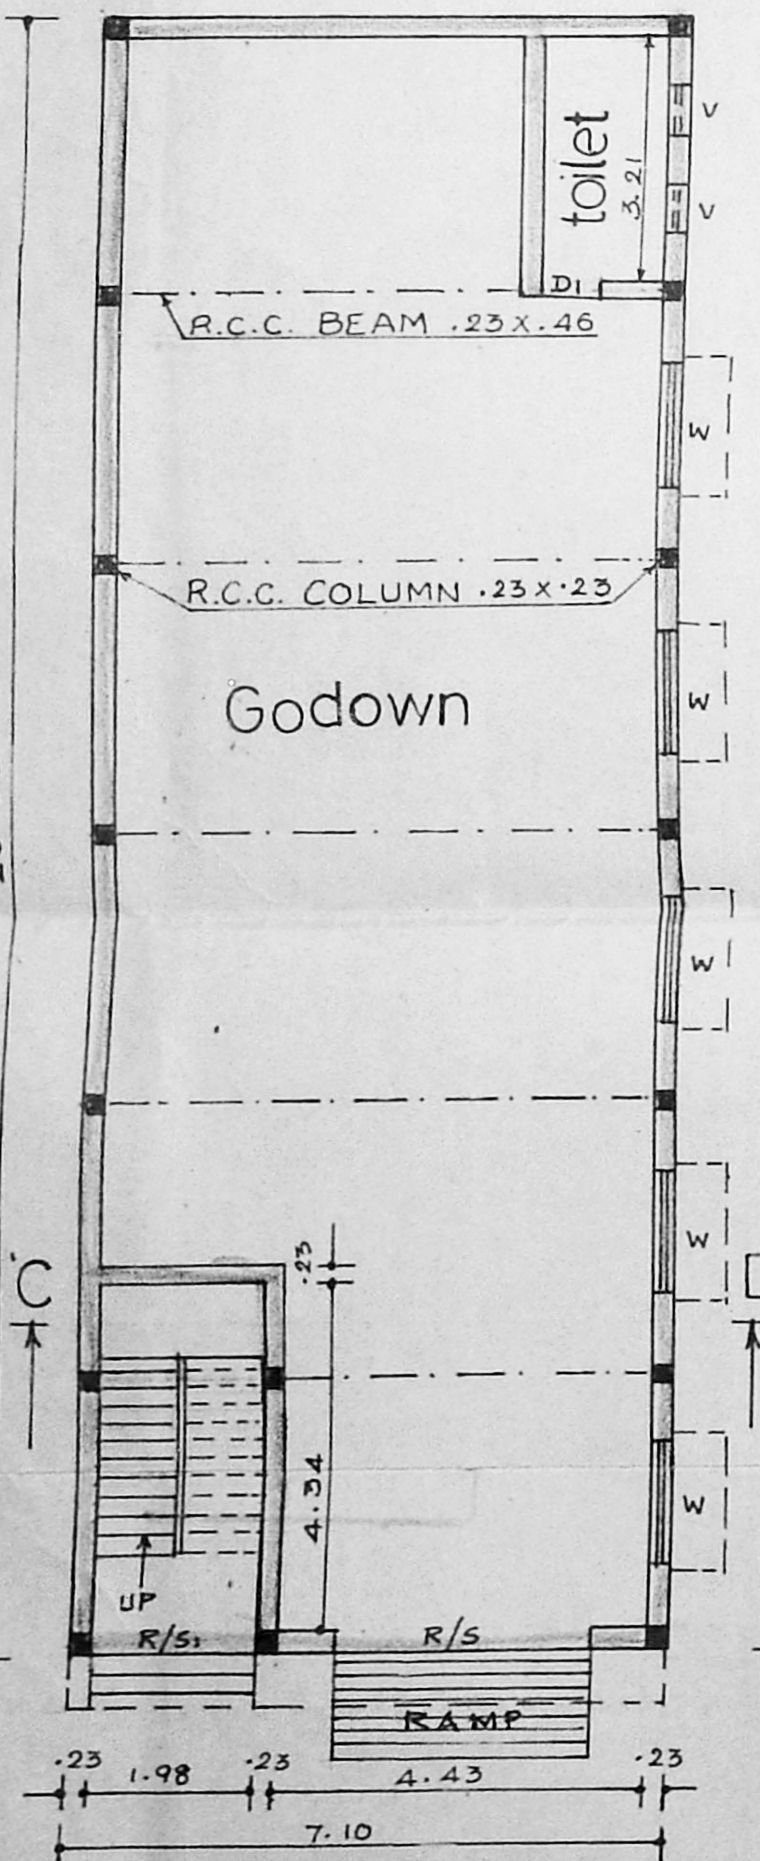 V
toilet
3.21
V
D1
R.C.C. BEAM .23 X .46
W
R.C.C. COLUMN .23 X .23
Godown
W
W
.23
W
C
4.34
W
UP
R/S
R/S
RAMP
.23 1.98 .23 4.43 .23
7.10